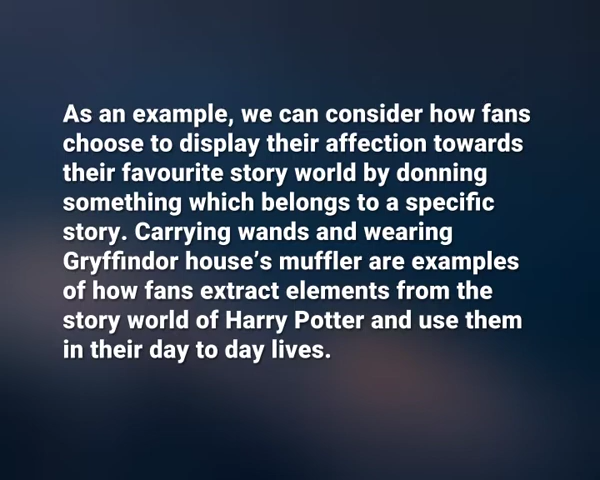 As an example, we can consider how fans
choose to display their affection towards
their favourite story world by donning
something which belongs to a specific
story. Carrying wands and wearing
Gryffindor house’s muffler are examples
of how fans extract elements from the
story world of Harry Potter and use them
in their day to day lives.